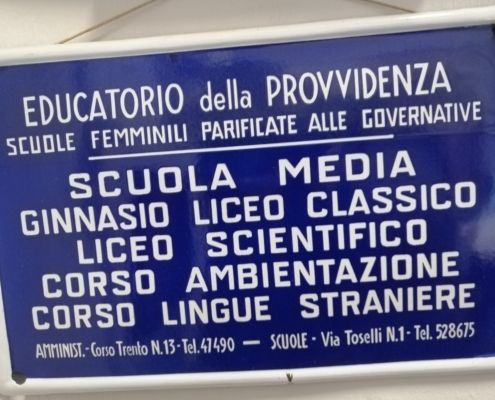 EDUCATORIO della PROVVIDENZA
SCUOLE FEMMINILI PARIFICATE ALLE GOVERNATIVE
SCUOLA MEDIA
GINNASIO LICEO CLASSICO
LICEO SCIENTIFICO
CORSO AMBIENTAZIONE
CORSO LINGUE STRANIERE
AMMINIST.- Corso Trento N.13 - Tel.47490 — SCUOLE - Via Toselli N.1 - Tel. 528675